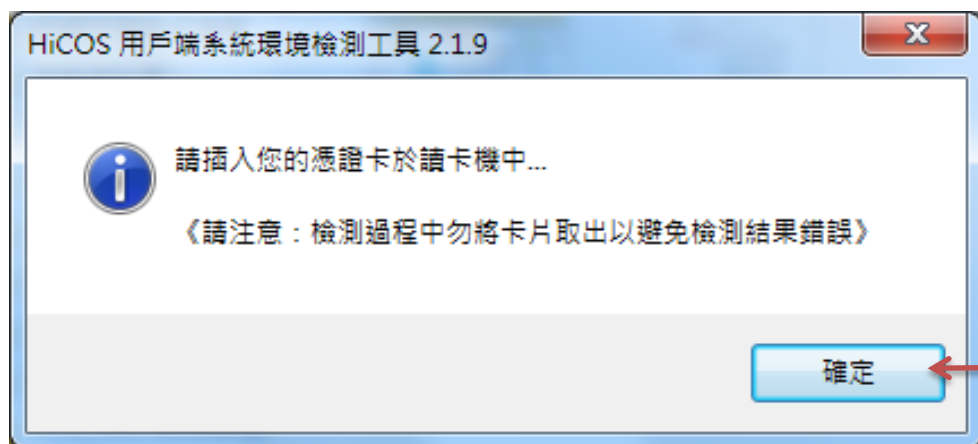 HiCOS 用戶端系統環境檢測工具 2.1.9
請插入您的憑證卡於讀卡機中...
《請注意：檢測過程中勿將卡片取出以避免檢測結果錯誤》
確定